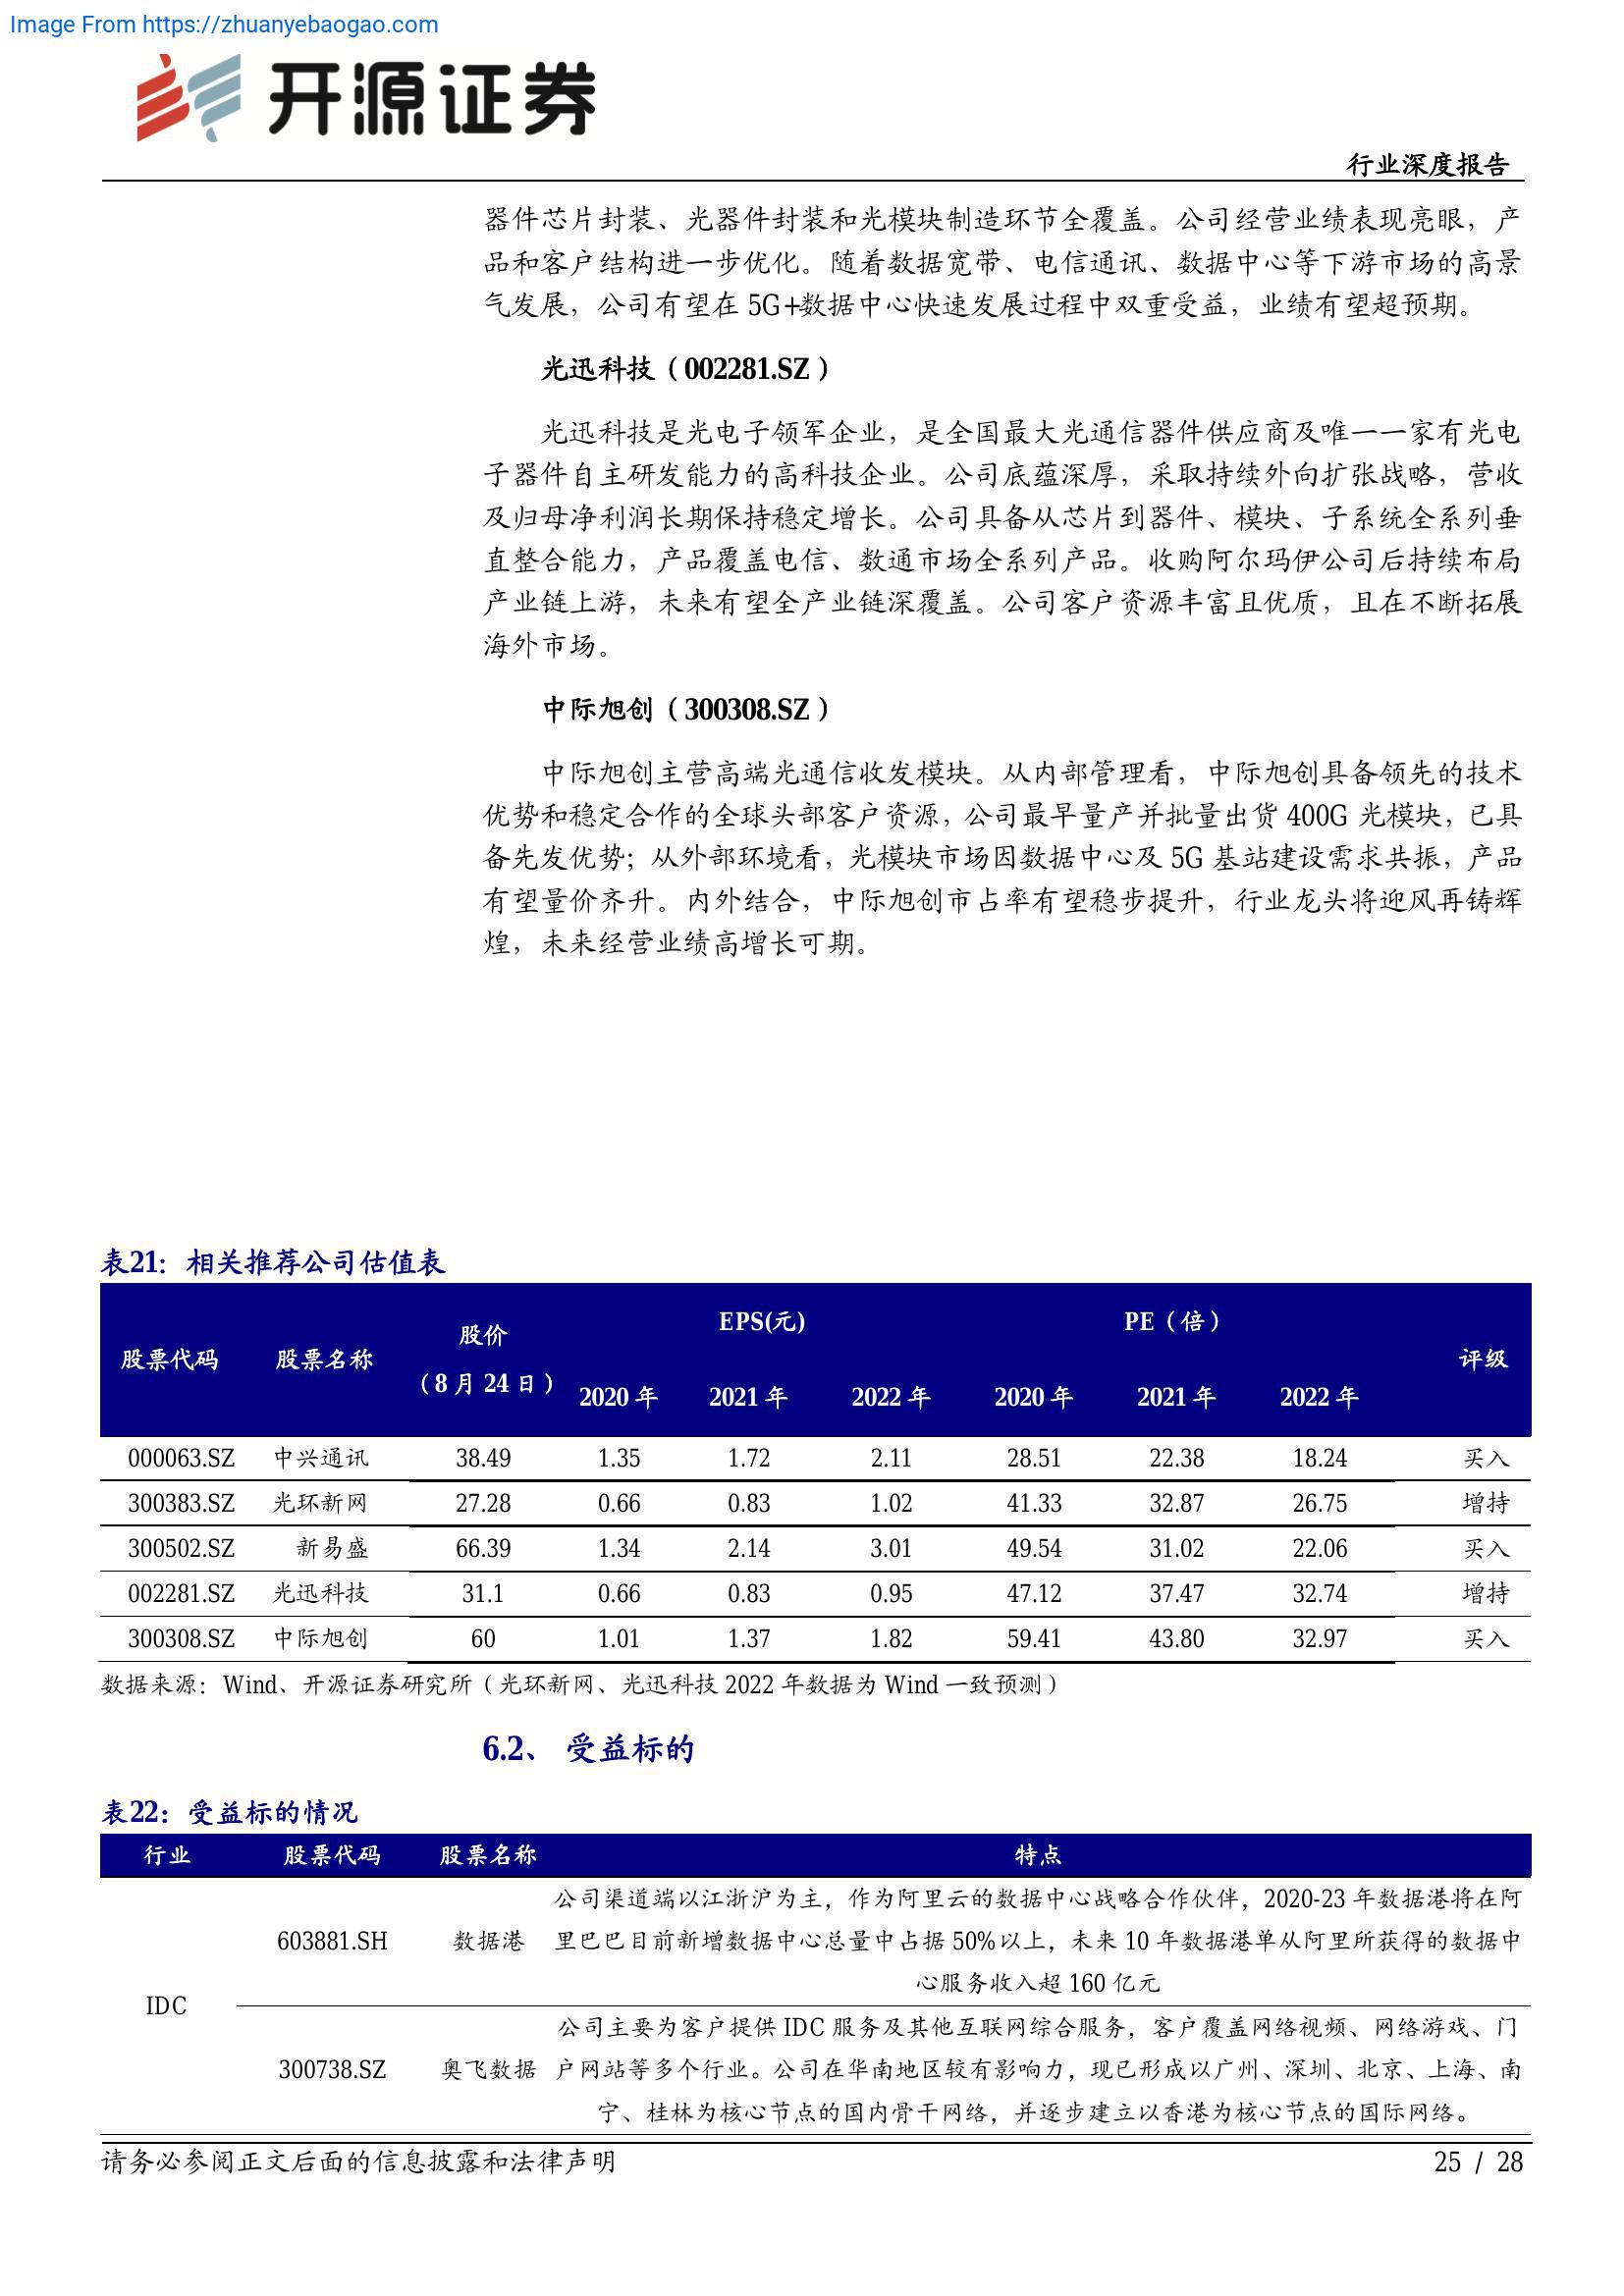 Image From https://zhuanyebaogao.com
开源证券
行业深度报告
器件芯片封装、光器件封装和光模块制造环节全覆盖。公司经营业绩表现亮眼，产
品和客户结构进一步优化。随着数据宽带、电信通讯、数据中心等下游市场的高景
气发展，公司有望在 5G+数据中心快速发展过程中双重受益，业绩有望超预期。
光迅科技（002281.SZ）
光迅科技是光电子领军企业，是全国最大光通信器件供应商及唯一一家有光电
子器件自主研发能力的高科技企业。公司底蕴深厚，采取持续外向扩张战略，营收
及归母净利润长期保持稳定增长。公司具备从芯片到器件、模块、子系统全系列垂
直整合能力，产品覆盖电信、数通市场全系列产品。收购阿尔玛伊公司后持续布局
产业链上游，未来有望全产业链深覆盖。公司客户资源丰富且优质，且在不断拓展
海外市场。
中际旭创（300308.SZ）
中际旭创主营高端光通信收发模块。从内部管理看，中际旭创具备领先的技术
优势和稳定合作的全球头部客户资源，公司最早量产并批量出货 400G 光模块，已具
备先发优势；从外部环境看，光模块市场因数据中心及 5G 基站建设需求共振，产品
有望量价齐升。内外结合，中际旭创市占率有望稳步提升，行业龙头将迎风再铸辉
煌，未来经营业绩高增长可期。
表21：相关推荐公司估值表
股票代码 股票名称 股价（8 月 24 日） EPS(元) PE（倍） 评级
2020 年 2021 年 2022 年 2020 年 2021 年 2022 年
000063.SZ 中兴通讯 38.49 1.35 1.72 2.11 28.51 22.38 18.24 买入
300383.SZ 光环新网 27.28 0.66 0.83 1.02 41.33 32.87 26.75 增持
300502.SZ 新易盛 66.39 1.34 2.14 3.01 49.54 31.02 22.06 买入
002281.SZ 光迅科技 31.1 0.66 0.83 0.95 47.12 37.47 32.74 增持
300308.SZ 中际旭创 60 1.01 1.37 1.82 59.41 43.80 32.97 买入
数据来源：Wind、开源证券研究所（光环新网、光迅科技 2022 年数据为 Wind 一致预测）
6.2、 受益标的
表22：受益标的情况
行业 股票代码 股票名称 特点
IDC
603881.SH 数据港
公司渠道端以江浙沪为主，作为阿里云的数据中心战略合作伙伴，2020-23 年数据港将在阿
里巴巴目前新增数据中心总量中占据 50%以上，未来 10 年数据港单从阿里所获得的数据中
心服务收入超 160 亿元
300738.SZ 奥飞数据
公司主要为客户提供 IDC 服务及其他互联网综合服务，客户覆盖网络视频、网络游戏、门
户网站等多个行业。公司在华南地区较有影响力，现已形成以广州、深圳、北京、上海、南
宁、桂林为核心节点的国内骨干网络，并逐步建立以香港为核心节点的国际网络。
请务必参阅正文后面的信息披露和法律声明
25 / 28